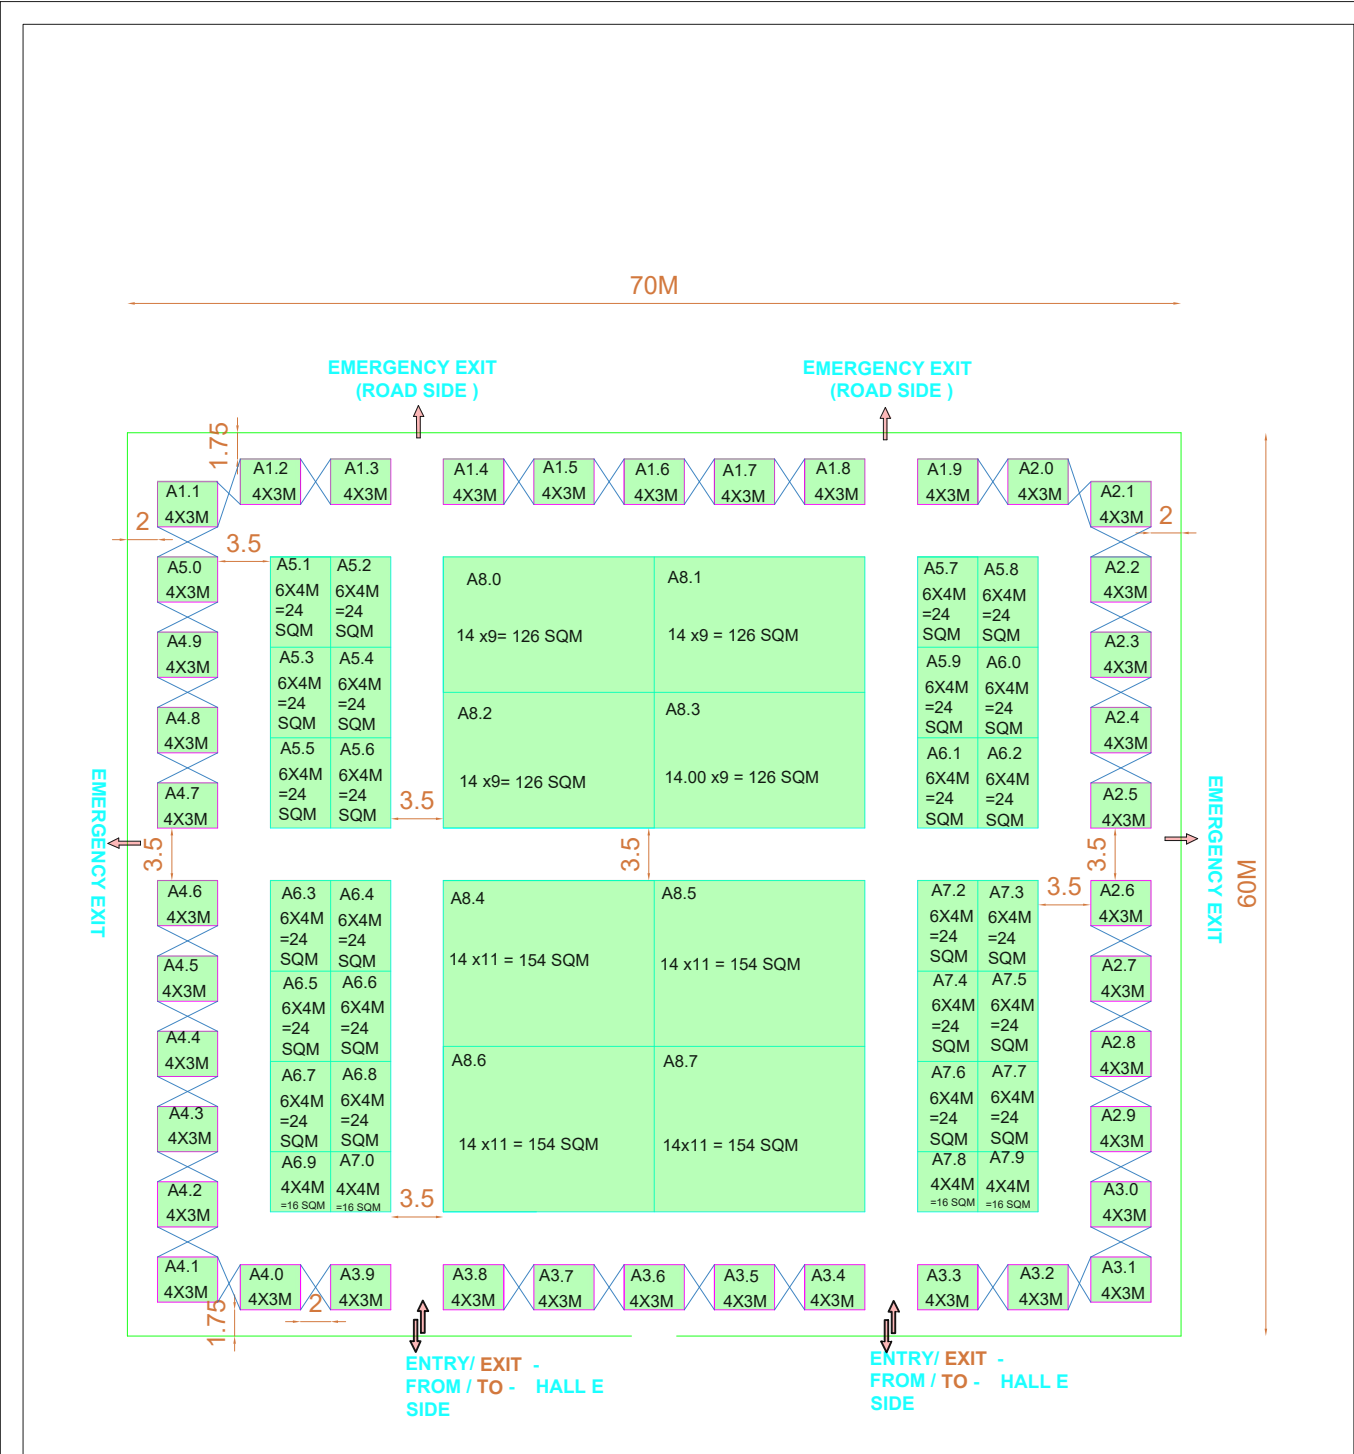 70M
EMERGENCY EXIT
(ROAD SIDE )
EMERGENCY EXIT
(ROAD SIDE )
1.75
A1.1
4X3M
A1.2
4X3M
A1.3
4X3M
A1.4
4X3M
A1.5
4X3M
A1.6
4X3M
A1.7
4X3M
A1.8
4X3M
A1.9
4X3M
A2.0
4X3M
A2.1
4X3M
2
3.5
2
A5.0
4X3M
A4.9
4X3M
A4.8
4X3M
A4.7
4X3M
A5.1
6X4M
=24
SQM
A5.2
6X4M
=24
SQM
A5.3
6X4M
=24
SQM
A5.4
6X4M
=24
SQM
A5.5
6X4M
=24
SQM
A5.6
6X4M
=24
SQM
3.5
A8.0
14 x9= 126 SQM
A8.1
14 x9= 126 SQM
A8.2
14 x9= 126 SQM
A8.3
14.00 x9 = 126 SQM
A5.7
6X4M
=24
SQM
A5.8
6X4M
=24
SQM
A5.9
6X4M
=24
SQM
A6.0
6X4M
=24
SQM
A6.1
6X4M
=24
SQM
A6.2
6X4M
=24
SQM
A2.2
4X3M
A2.3
4X3M
A2.4
4X3M
A2.5
4X3M
EMERGENCY EXIT
3.5
3.5
3.5
EMERGENCY EXIT
60M
A4.6
4X3M
A4.5
4X3M
A4.4
4X3M
A4.3
4X3M
A4.2
4X3M
A4.1
4X3M
A6.3
6X4M
=24
SQM
A6.4
6X4M
=24
SQM
A6.5
6X4M
=24
SQM
A6.6
6X4M
=24
SQM
A6.7
6X4M
=24
SQM
A6.8
6X4M
=24
SQM
A6.9
4X4M
=16 SQM
A7.0
4X4M
=16 SQM
3.5
A8.4
14 x11 = 154 SQM
A8.5
14 x11 = 154 SQM
A8.6
14 x11 = 154 SQM
A8.7
14x11 = 154 SQM
A7.2
6X4M
=24
SQM
A7.3
6X4M
=24
SQM
A7.4
6X4M
=24
SQM
A7.5
6X4M
=24
SQM
A7.6
6X4M
=24
SQM
A7.7
6X4M
=24
SQM
A7.8
4X4M
=16 SQM
A7.9
4X4M
=16 SQM
3.5
A2.6
4X3M
A2.7
4X3M
A2.8
4X3M
A2.9
4X3M
A3.0
4X3M
A3.1
4X3M
A4.0
4X3M
A3.9
4X3M
A3.8
4X3M
A3.7
4X3M
A3.6
4X3M
A3.5
4X3M
A3.4
4X3M
A3.3
4X3M
A3.2
4X3M
1.75
2
ENTRY/ EXIT -
FROM / TO - HALL E
SIDE
ENTRY/ EXIT -
FROM / TO - HALL E
SIDE